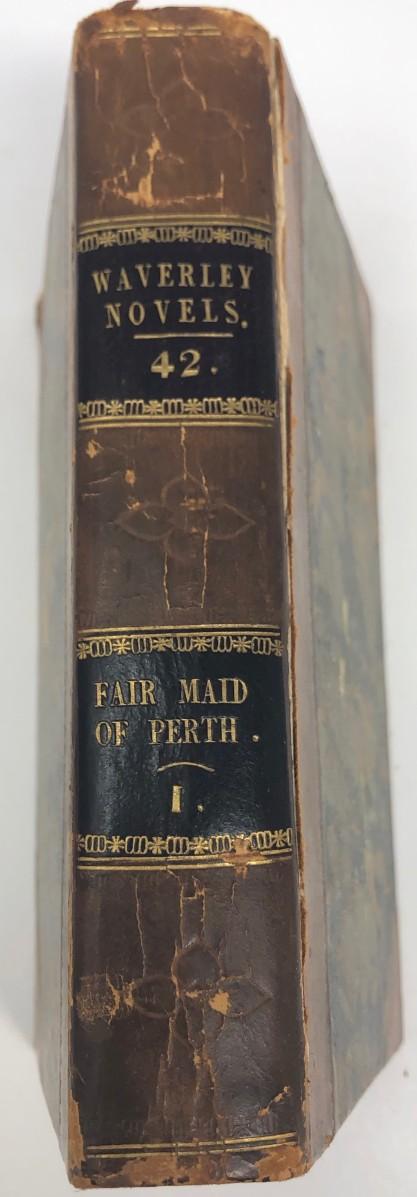 WAVERLEY
NOVELS.
42.
FAIR MAID
OF PERTH.
I.